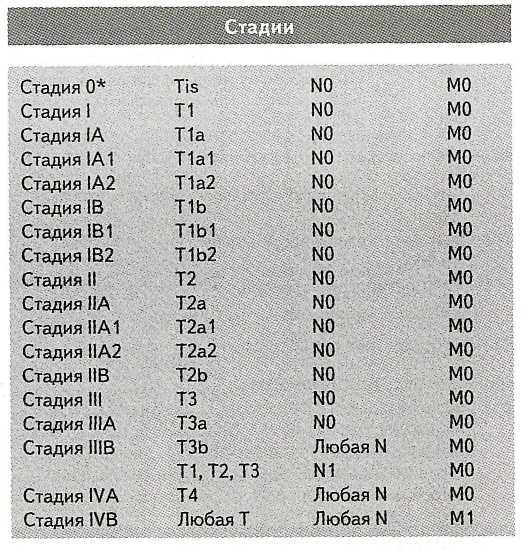 Стадии
Стадия 0* Tis N0 M0
Стадия I T1 N0 M0
Стадия IA T1a N0 M0
Стадия IA1 T1a1 N0 M0
Стадия IA2 T1a2 N0 M0
Стадия IB T1b N0 M0
Стадия IB1 T1b1 N0 M0
Стадия IB2 T1b2 N0 M0
Стадия II T2 N0 M0
Стадия IIA T2a N0 M0
Стадия IIA1 T2a1 N0 M0
Стадия IIA2 T2a2 N0 M0
Стадия IIB T2b N0 M0
Стадия III T3 N0 M0
Стадия IIIA T3a N0 M0
Стадия IIIB T3b Любая N M0
T1, T2, T3 N1 M0
Стадия IVA T4 Любая N M0
Стадия IVB Любая T Любая N M1